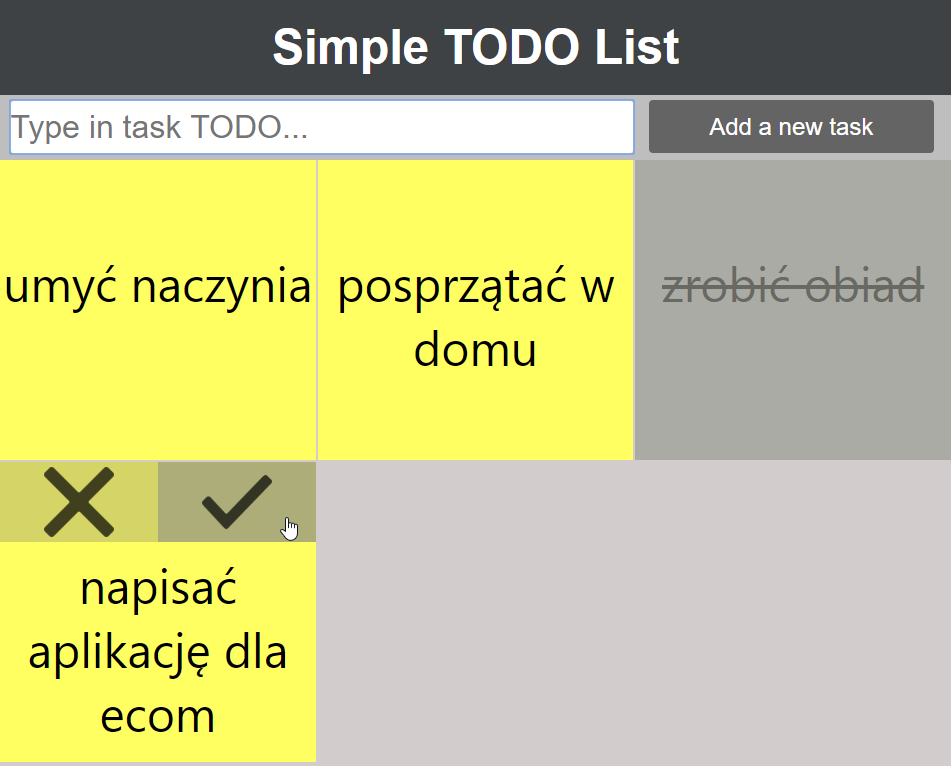 Simple TODO List
Type in task TODO...
Add a new task
umyć naczynia
posprzątać w
domu
zrobić obiad
napisać
aplikację dla
ecom